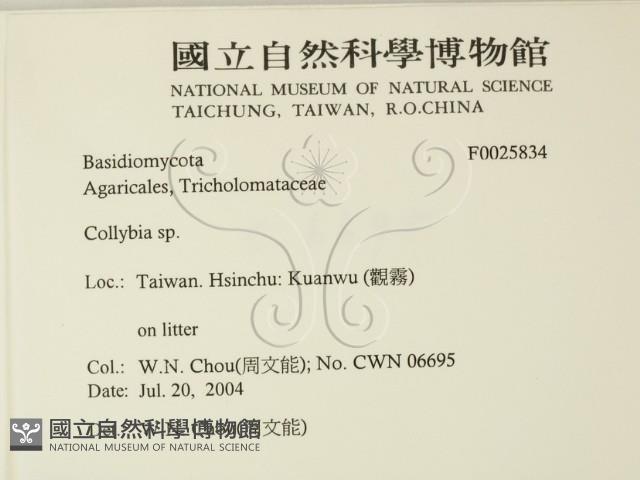 國立自然科學博物館
NATIONAL MUSEUM OF NATURAL SCIENCE
TAICHUNG, TAIWAN, R.O.CHINA
Basidiomycota F0025834
Agaricales, Tricholomataceae
Collybia sp.
Loc.: Taiwan. Hsinchu: Kuanwu (觀霧)
on litter
Col.: W.N. Chou(周文能); No. CWN 06695
Date: Jul. 20, 2004
文能)
國立自然科學博物館
NATIONAL MUSEUM OF NATURAL SCIENCE